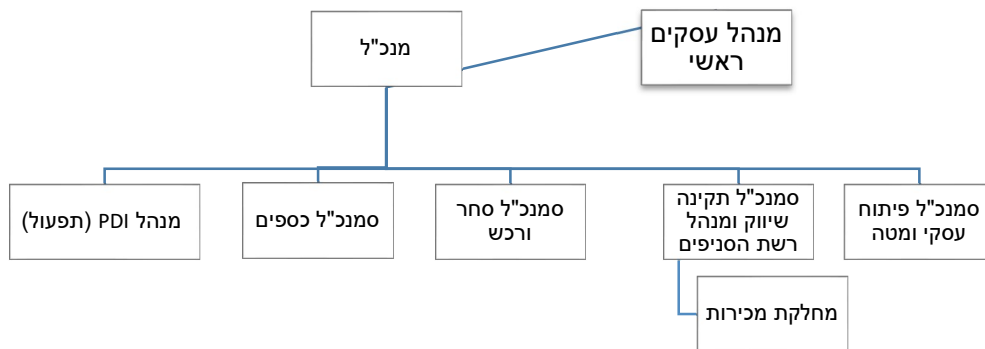 מנהל עסקים
ראשי
מנכ"ל
סמנכ"ל פיתוח
עסקי ומטה
סמנכ"ל תקינה
שיווק ומנהל
רשת הסניפים
סמנכ"ל סחר
ורכש
סמנכ"ל כספים
מנהל PDI (תפעול)
מחלקת מכירות